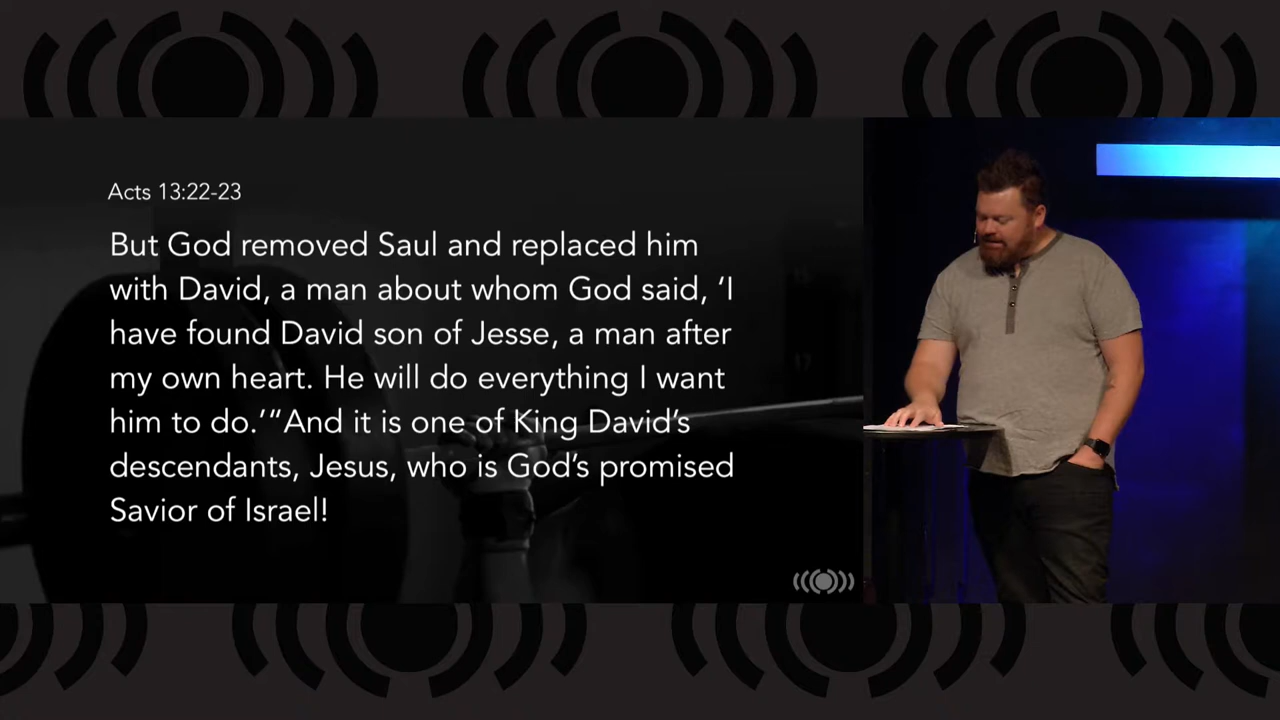 Acts 13:22-23
But God removed Saul and replaced him
with David, a man about whom God said, ‘I
have found David son of Jesse, a man after
my own heart. He will do everything I want
him to do.’“And it is one of King David’s
descendants, Jesus, who is God’s promised
Savior of Israel!